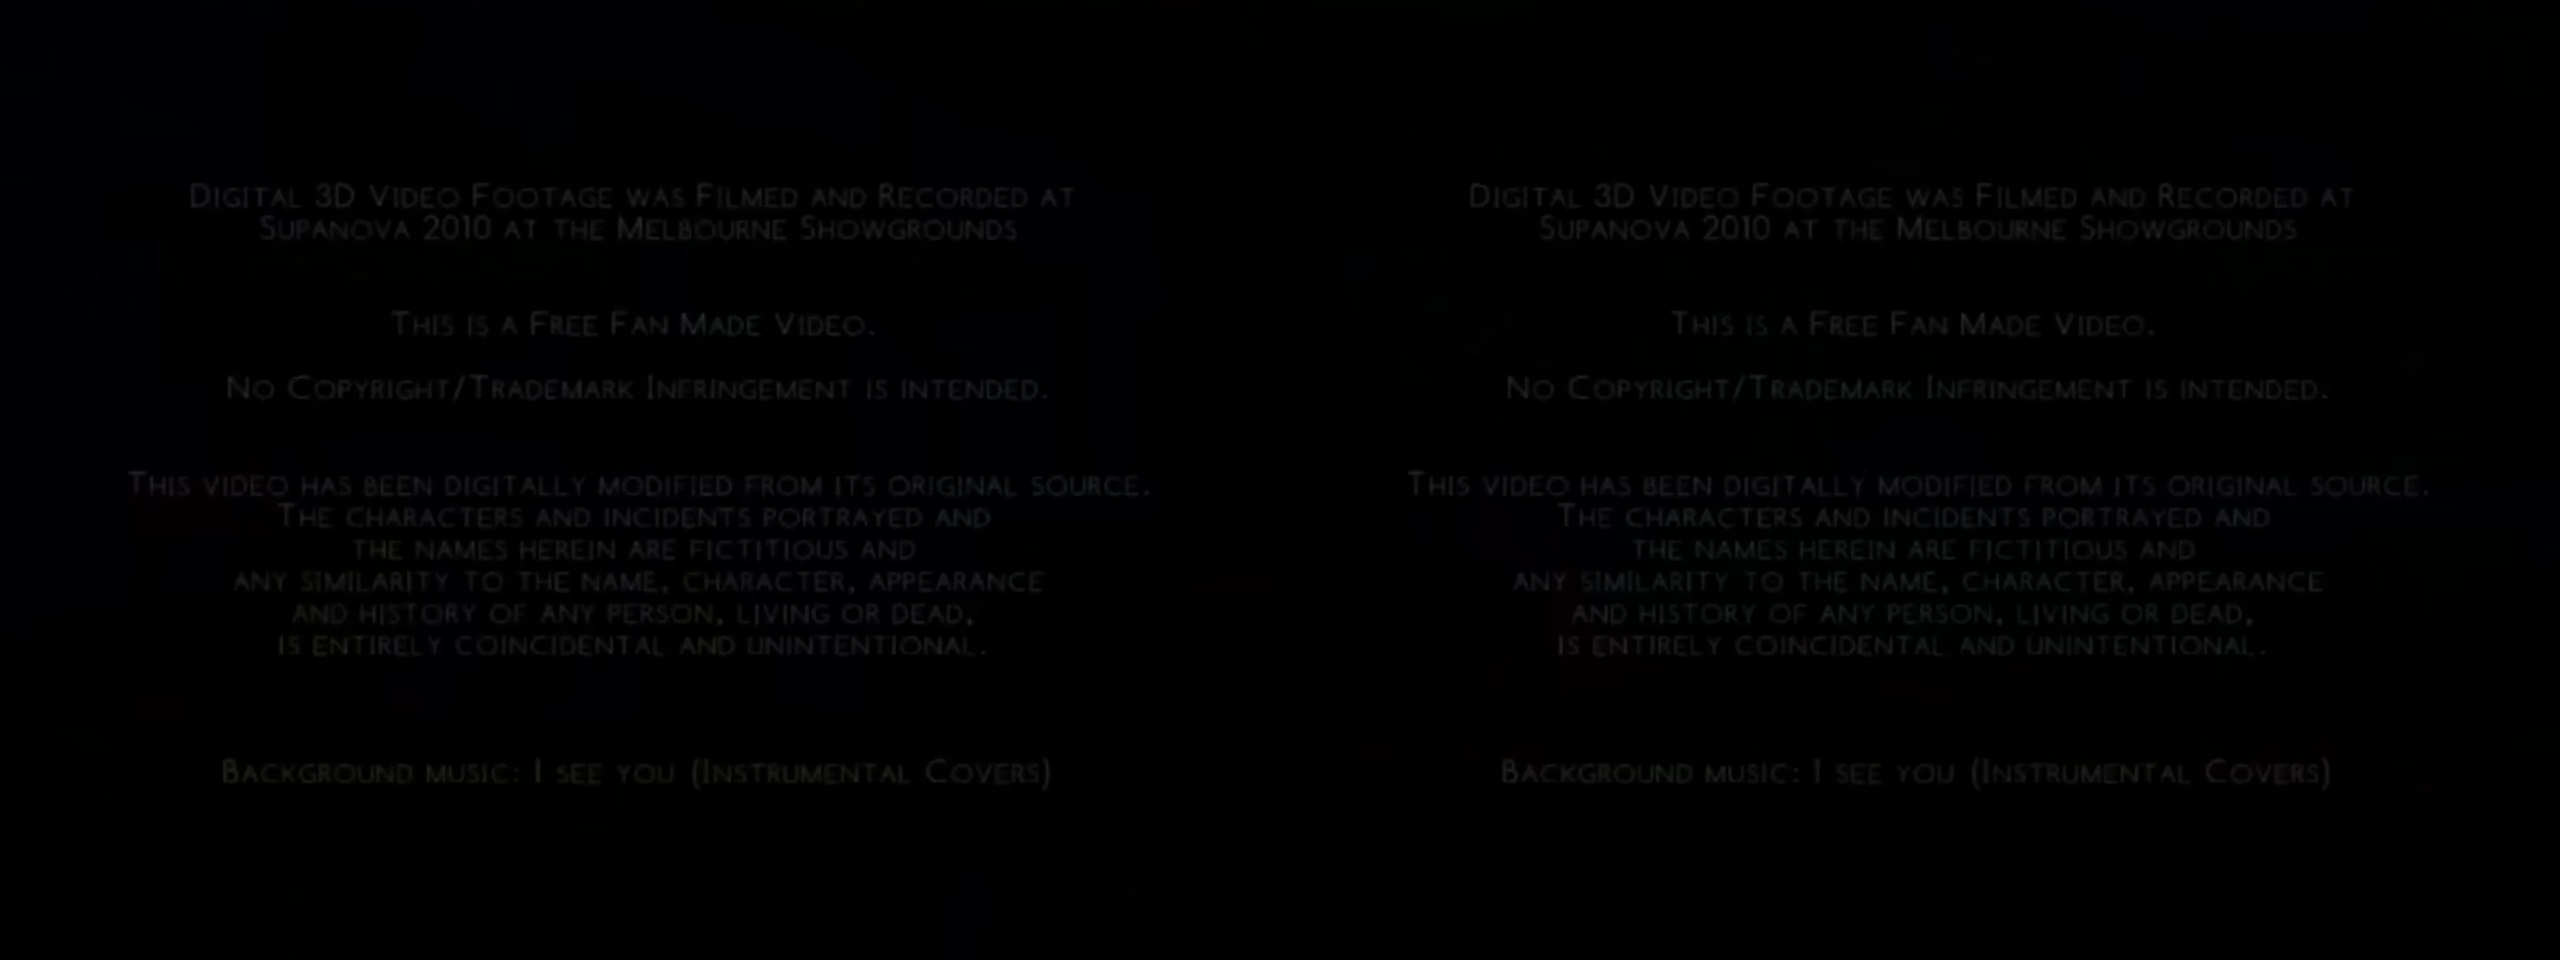 Digital 3D Video Footage was Filmed and Recorded at
Supanova 2010 at the Melbourne Showgrounds
This is a Free Fan Made Video.
No Copyright/Trademark Infringement is intended.
This video has been digitally modified from its original source.
The characters and incidents portrayed and
the names herein are fictitious and
any similarity to the name, character, appearance
and history of any person, living or dead,
is entirely coincidental and unintentional.
Background music: I see you (Instrumental Covers)
Digital 3D Video Footage was Filmed and Recorded at
Supanova 2010 at the Melbourne Showgrounds
This is a Free Fan Made Video.
No Copyright/Trademark Infringement is intended.
This video has been digitally modified from its original source.
The characters and incidents portrayed and
the names herein are fictitious and
any similarity to the name, character, appearance
and history of any person, living or dead,
is entirely coincidental and unintentional.
Background music: I see you (Instrumental Covers)